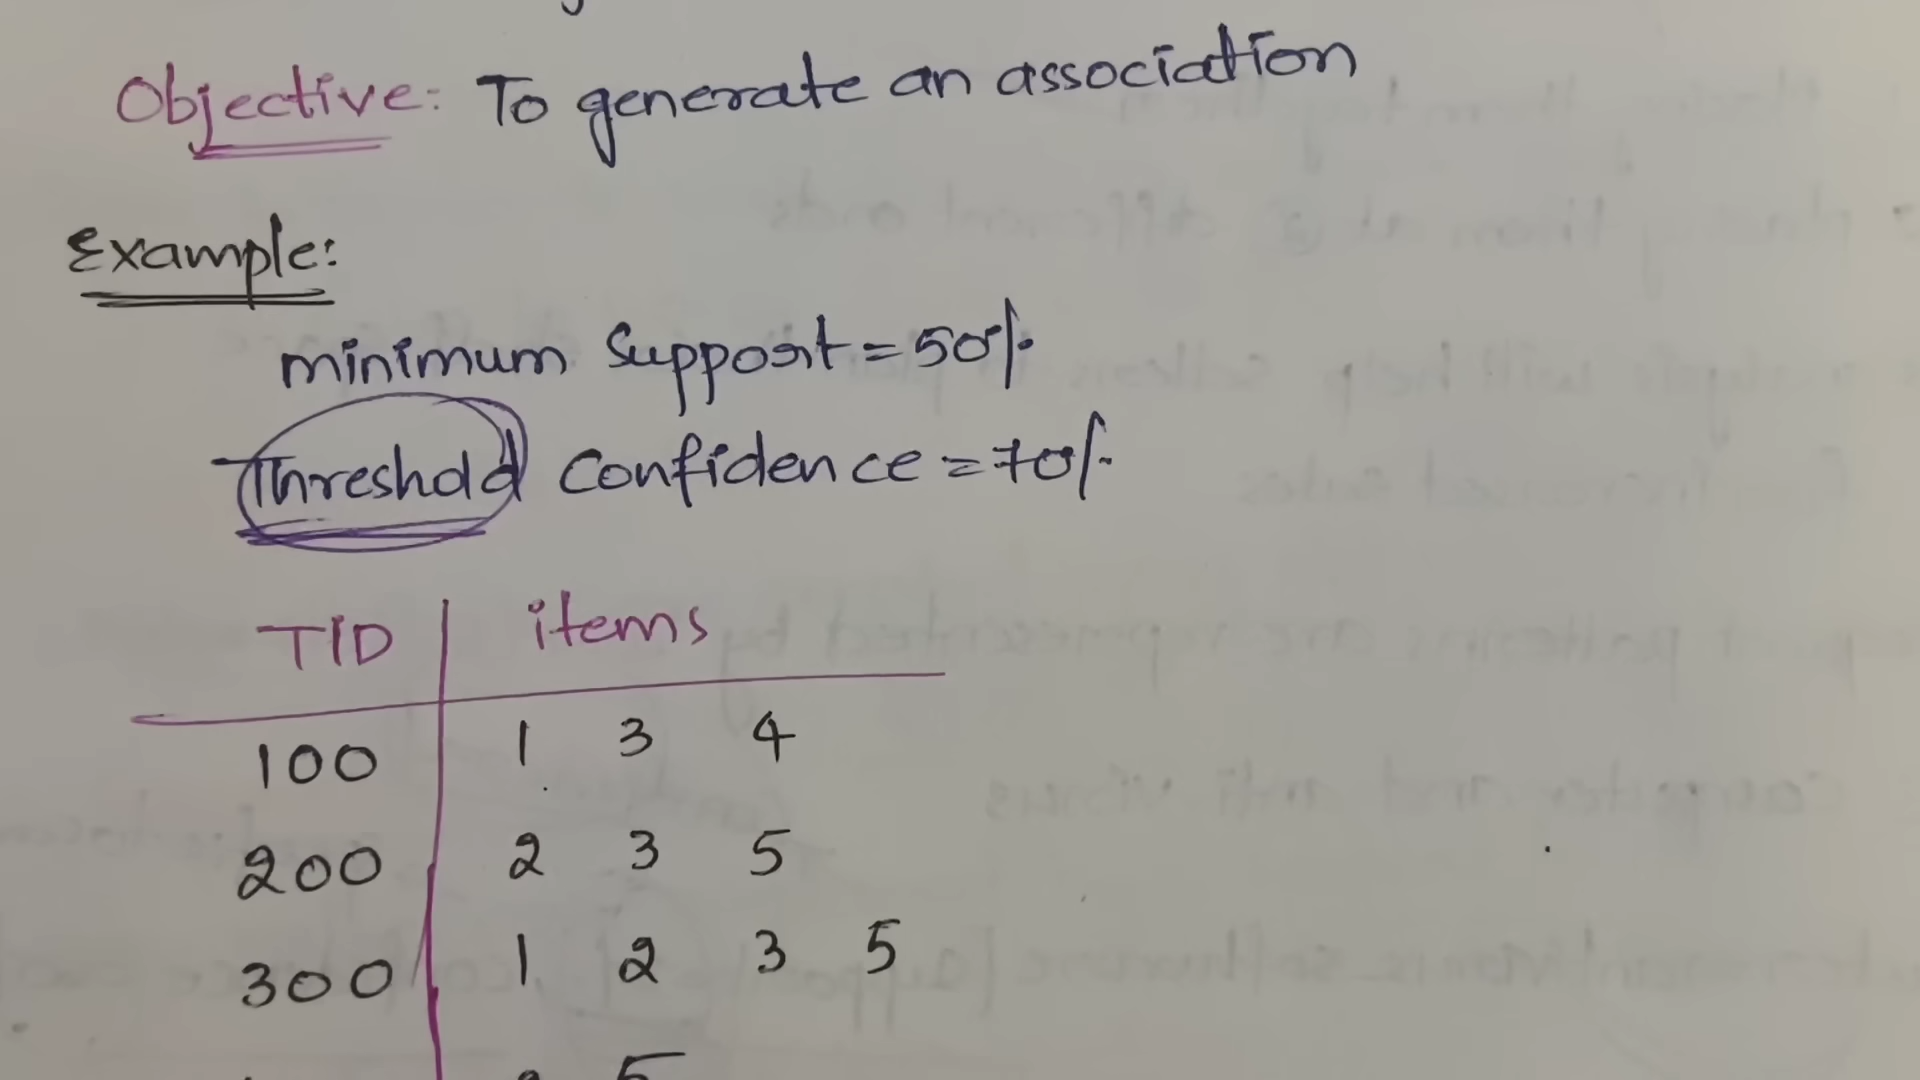 Objective: To generate an association
Example:
minimum Support = 50%
Threshold Confidence = 70%
TID items
100 1 3 4
200 2 3 5
300 1 2 3 5
5